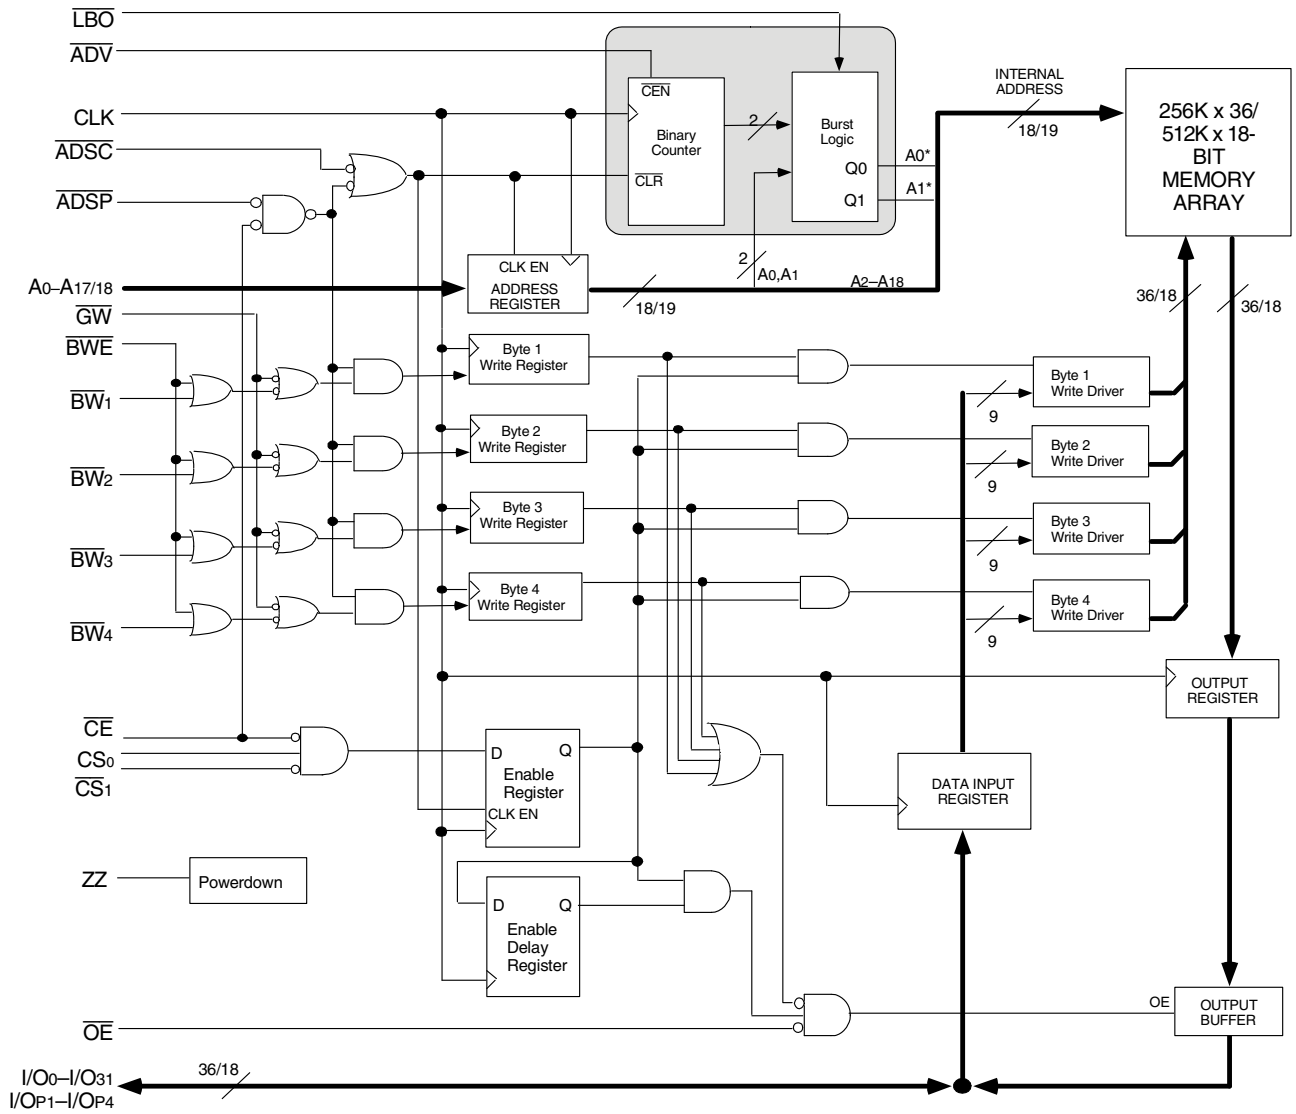 LBO
ADV
CLK
ADSC
ADSP
A0–A17/18
GW
BWE
BW1
BW2
BW3
BW4
CE
CS0
CS1
ZZ
Powerdown
OE
I/O0–I/O31
I/OP1–I/OP4
36/18
CEN
Binary
Counter
CLR
2
Burst
Logic
Q0
Q1
A0*
A1*
2
A0,A1
A2–A18
INTERNAL
ADDRESS
18/19
256K x 36/
512K x 18-
BIT
MEMORY
ARRAY
CLK EN
ADDRESS
REGISTER
18/19
36/18
36/18
Byte 1
Write Register
Byte 2
Write Register
Byte 3
Write Register
Byte 4
Write Register
Byte 1
Write Driver
9
Byte 2
Write Driver
9
Byte 3
Write Driver
9
Byte 4
Write Driver
9
OUTPUT
REGISTER
D Q
Enable
Register
CLK EN
DATA INPUT
REGISTER
D Q
Enable
Delay
Register
OE
OUTPUT
BUFFER